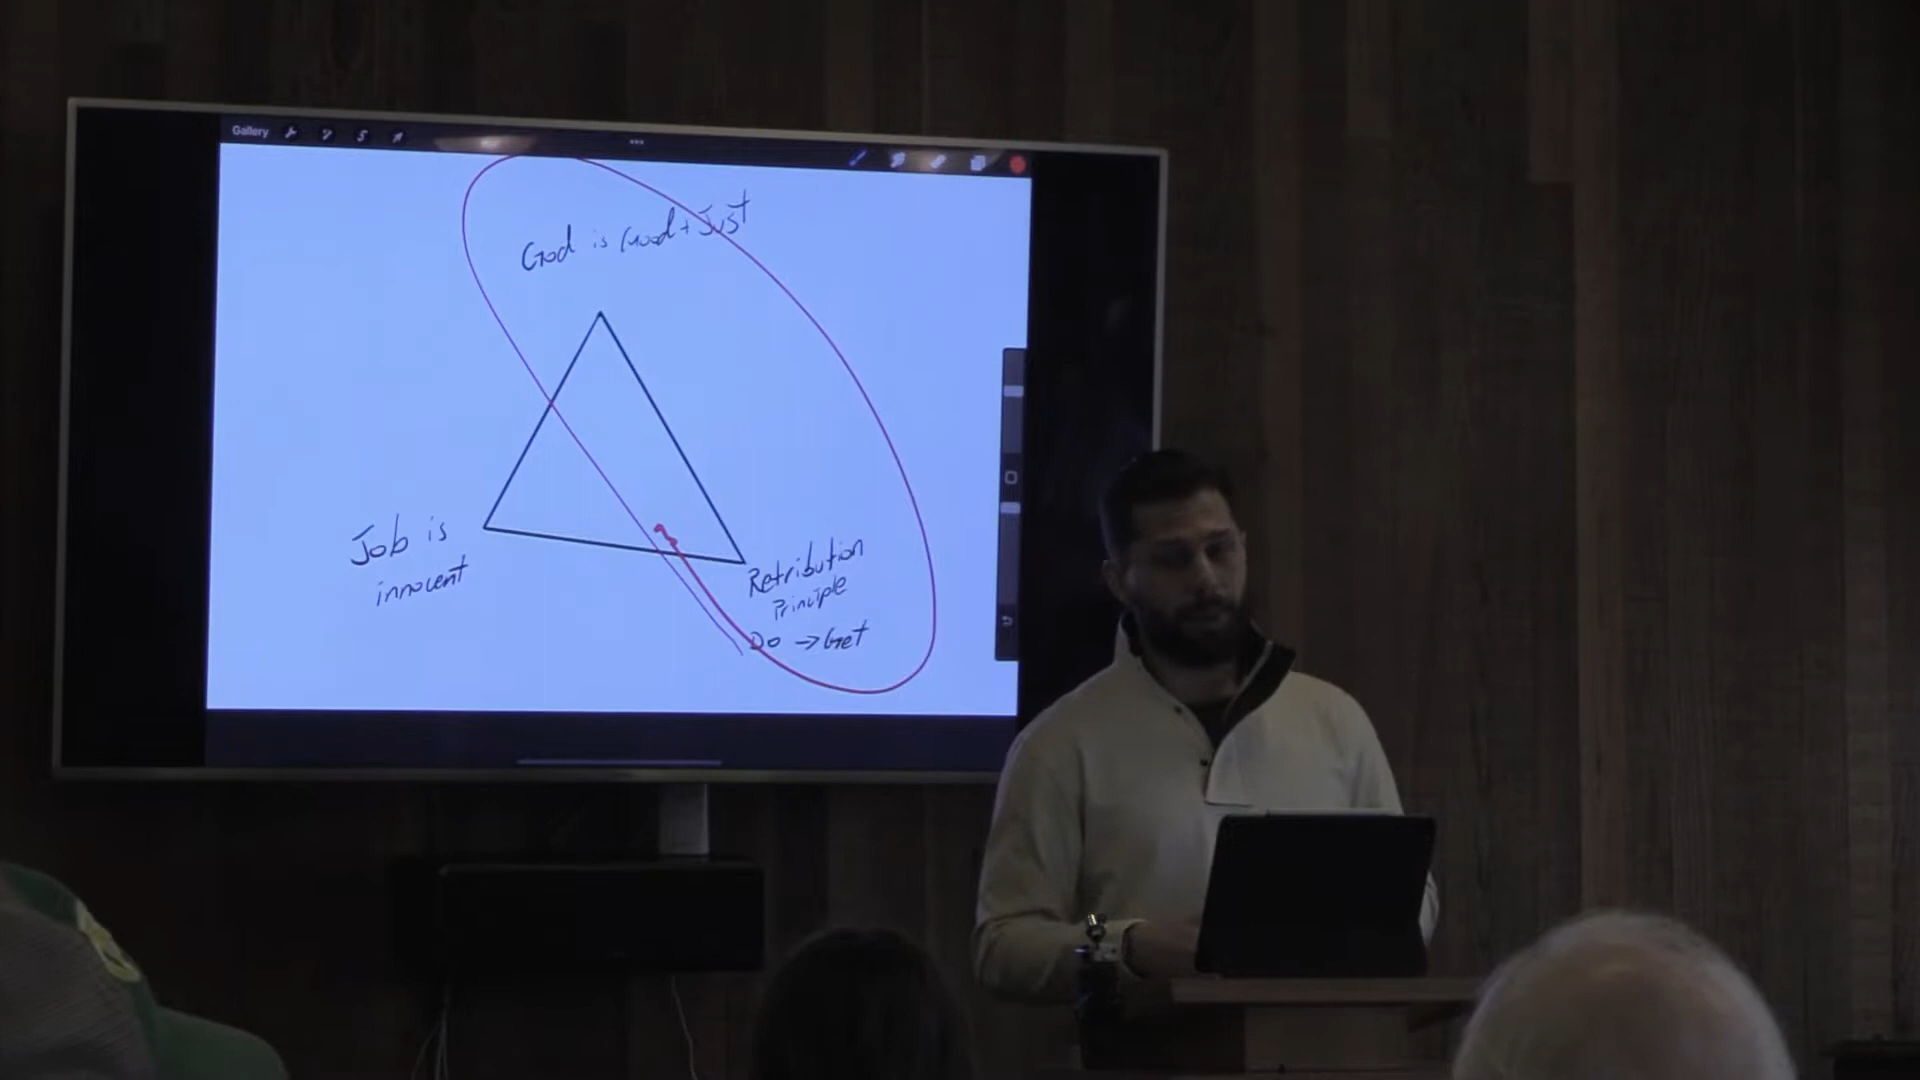 Gallery
God is Good + Just
Job is
innocent
Retribution
Principle
Do → Get